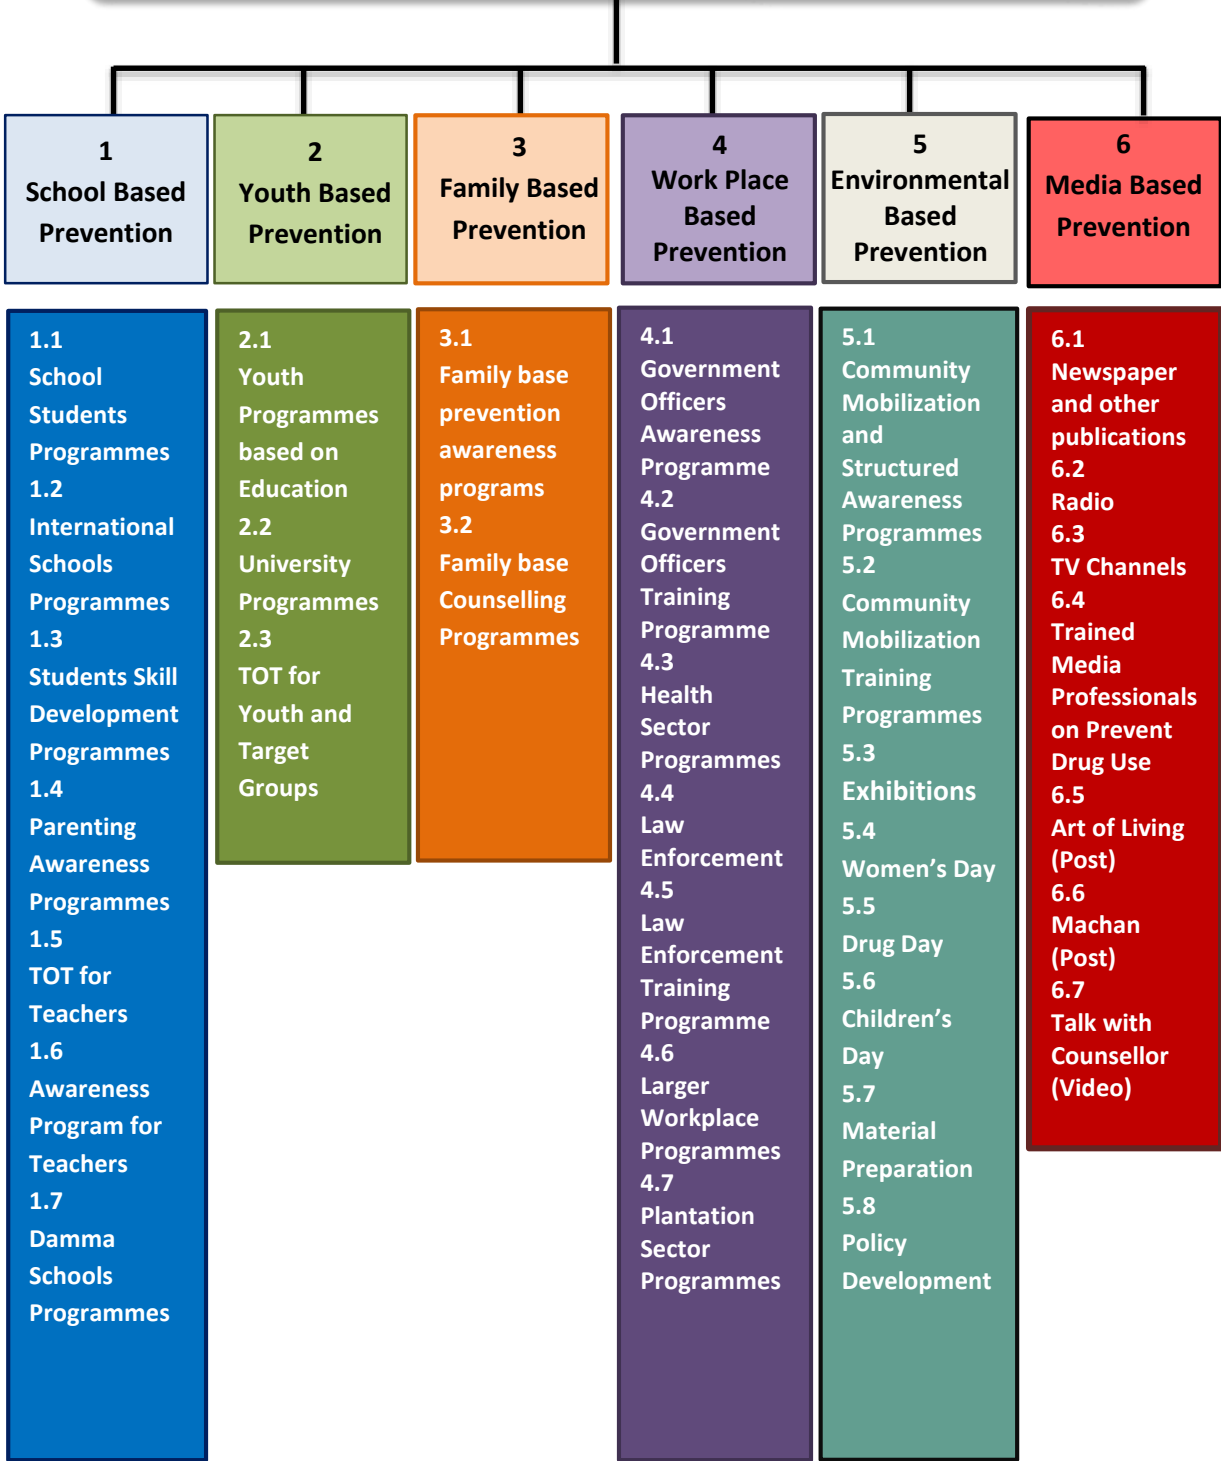 1
School Based
Prevention
2
Youth Based
Prevention
3
Family Based
Prevention
4
Work Place
Based
Prevention
5
Environmental
Based
Prevention
6
Media Based
Prevention
1.1
School
Students
Programmes
1.2
International
Schools
Programmes
1.3
Students Skill
Development
Programmes
1.4
Parenting
Awareness
Programmes
1.5
TOT for
Teachers
1.6
Awareness
Program for
Teachers
1.7
Damma
Schools
Programmes
2.1
Youth
Programmes
based on
Education
2.2
University
Programmes
2.3
TOT for
Youth and
Target
Groups
3.1
Family base
prevention
awareness
programs
3.2
Family base
Counselling
Programmes
4.1
Government
Officers
Awareness
Programme
4.2
Government
Officers
Training
Programme
4.3
Health
Sector
Programmes
4.4
Law
Enforcement
4.5
Law
Enforcement
Training
Programme
4.6
Larger
Workplace
Programmes
4.7
Plantation
Sector
Programmes
5.1
Community
Mobilization
and
Structured
Awareness
Programmes
5.2
Community
Mobilization
Training
Programmes
5.3
Exhibitions
5.4
Women’s Day
5.5
Drug Day
5.6
Children’s
Day
5.7
Material
Preparation
5.8
Policy
Development
6.1
Newspaper
and other
publications
6.2
Radio
6.3
TV Channels
6.4
Trained
Media
Professionals
on Prevent
Drug Use
6.5
Art of Living
(Post)
6.6
Machan
(Post)
6.7
Talk with
Counsellor
(Video)